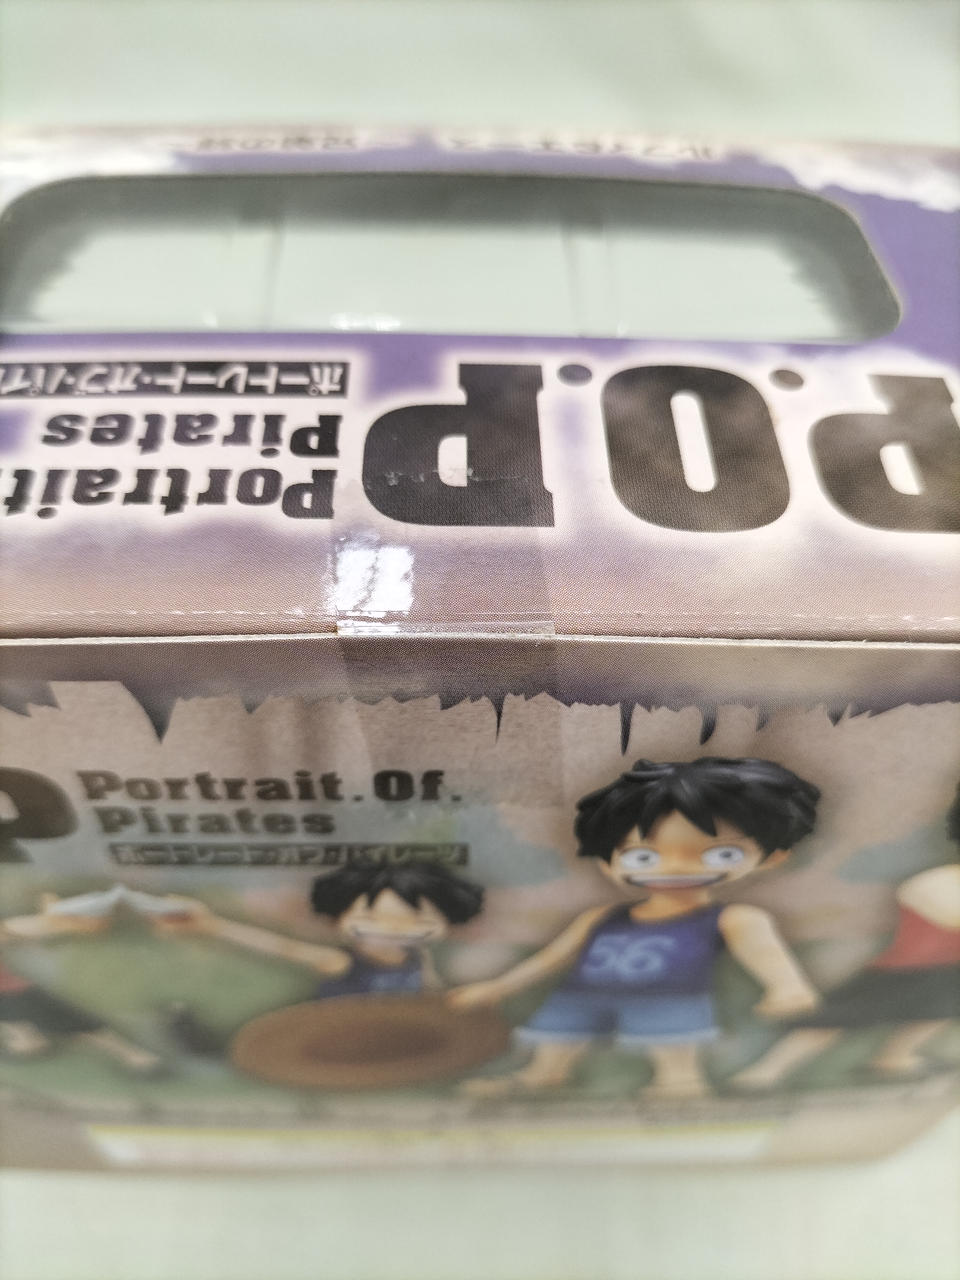 P.O.P
Portrait.
Pirates
ポートレート・オブ・パイ
Portrait.Of.
Pirates
ポートレート・オブ・パイレーツ
56